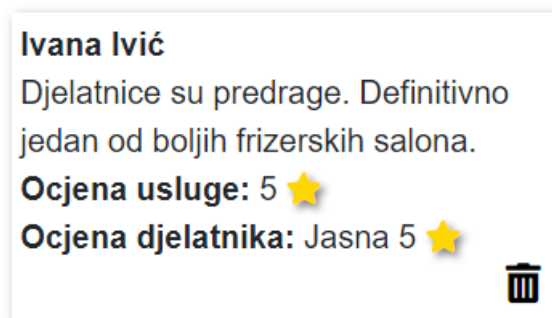 Ivana Ivić
Djelatnice su predrage. Definitivno
jedan od boljih frizerskih salona.
Ocjena usluge: 5
Ocjena djelatnika: Jasna 5